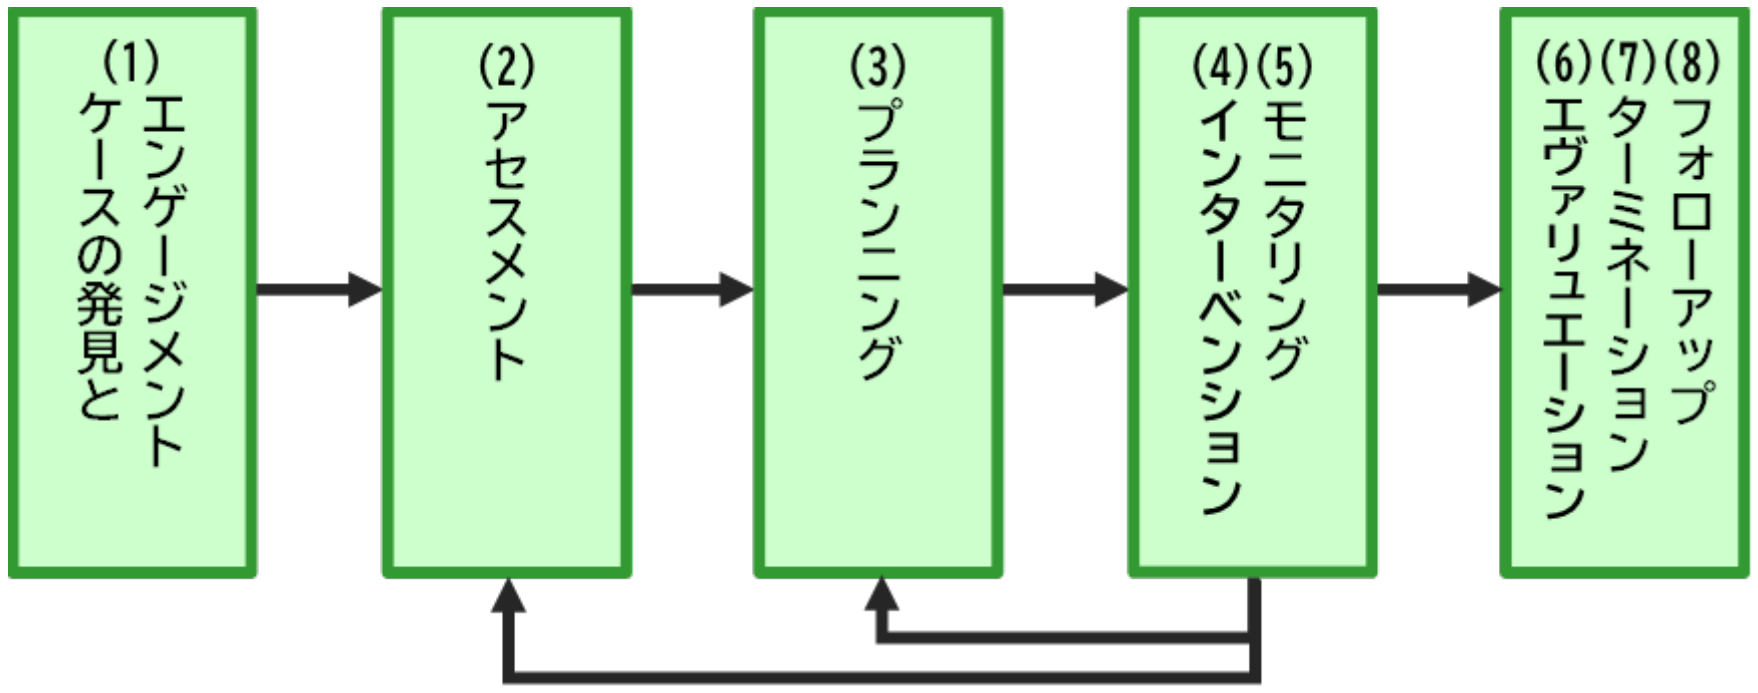 (1)
ケースの発見と
エンゲージメント
(2)
アセスメント
(3)
プランニング
(4)
インターベンション
(5)
モニタリング
(6)
エヴァリュエーション
(7)
ターミネーション
(8)
フォローアップ